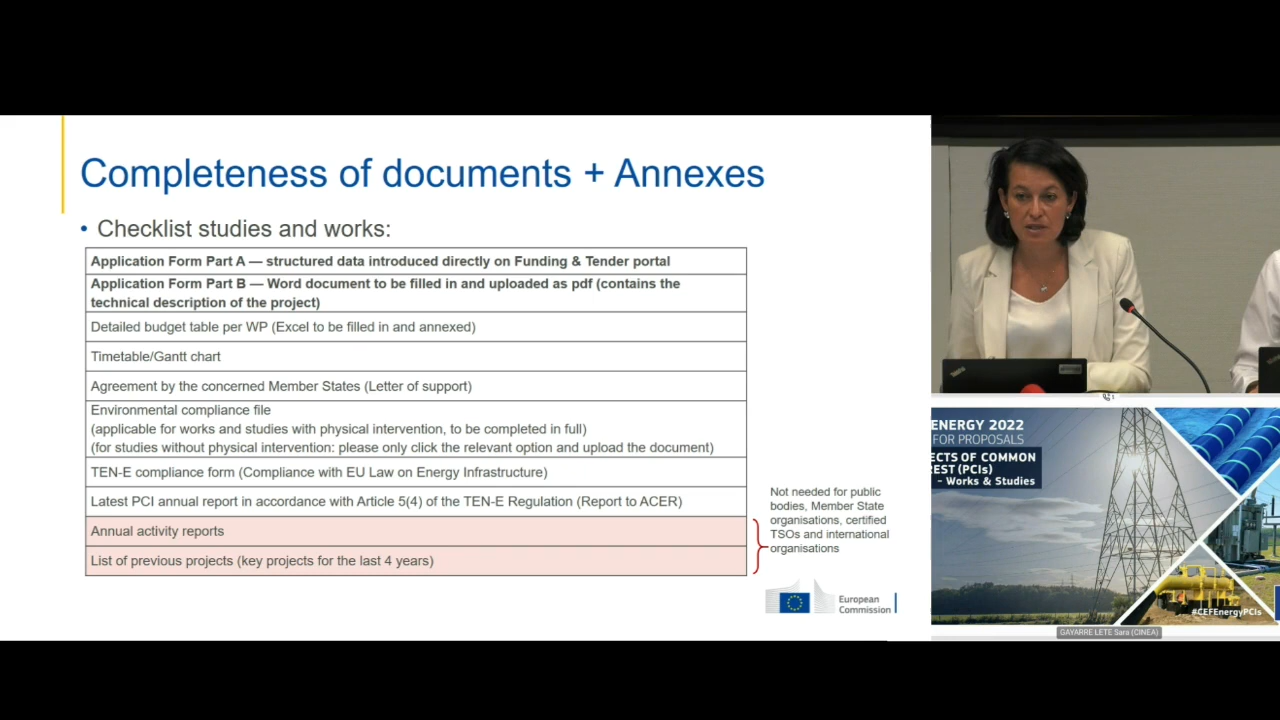 Completeness of documents + Annexes
• Checklist studies and works:
Application Form Part A — structured data introduced directly on Funding & Tender portal
Application Form Part B — Word document to be filled in and uploaded as pdf (contains the
technical description of the project)
Detailed budget table per WP (Excel to be filled in and annexed)
Timetable/Gantt chart
Agreement by the concerned Member States (Letter of support)
Environmental compliance file
(applicable for works and studies with physical intervention, to be completed in full)
(for studies without physical intervention: please only click the relevant option and upload the document)
TEN-E compliance form (Compliance with EU Law on Energy Infrastructure)
Latest PCI annual report in accordance with Article 5(4) of the TEN-E Regulation (Report to ACER)
Annual activity reports
List of previous projects (key projects for the last 4 years)
Not needed for public
bodies, Member State
organisations, certified
TSOs and international
organisations
European
Commission
ThinkPad
ENERGY 2022
FOR PROPOSALS
ECTS OF COMMON
REST (PCIs)
- Works & Studies
#CEFEnergyPCIs
GAYARRE LETE Sara (CINEA)